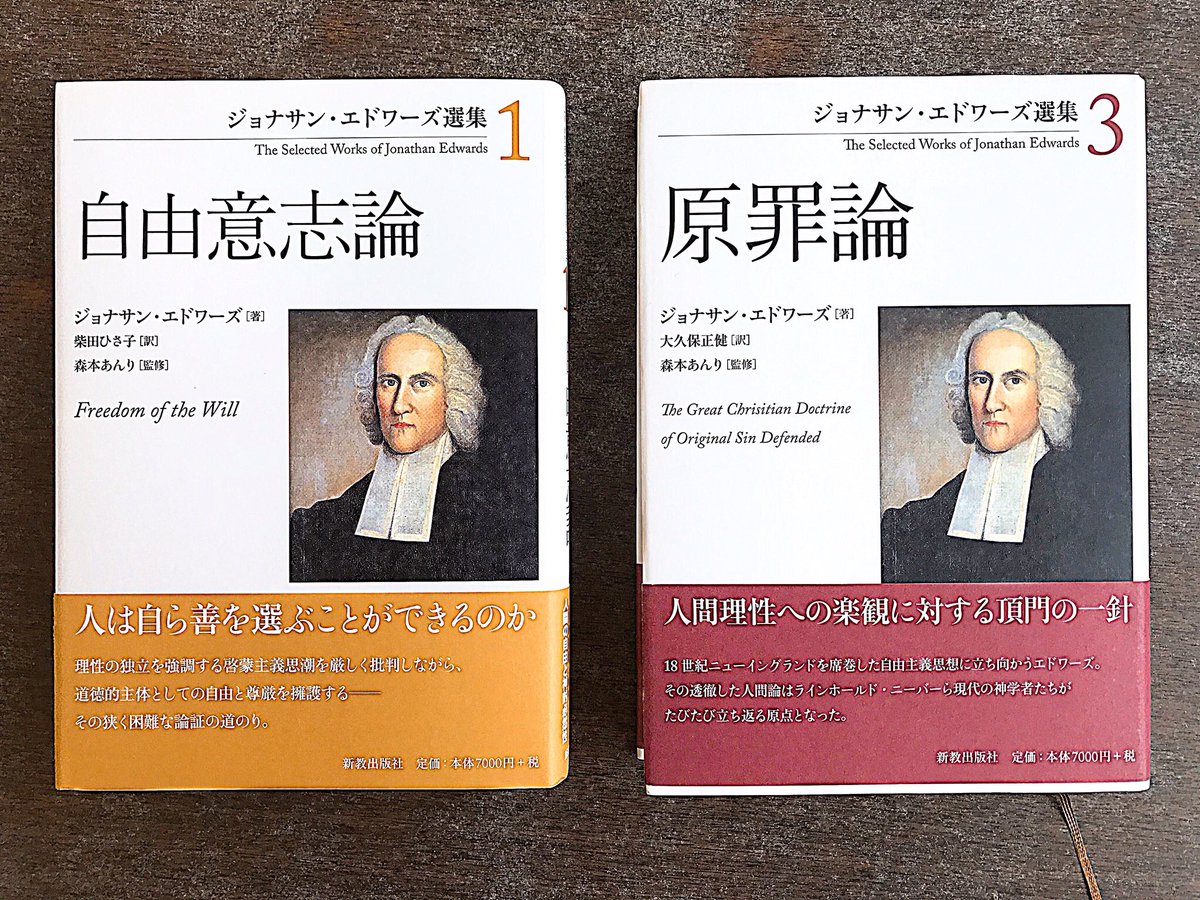 ジョナサン・エドワーズ選集 1
The Selected Works of Jonathan Edwards
自由意志論
ジョナサン・エドワーズ[著]
柴田ひさ子[訳]
森本あんり[監修]
Freedom of the Will
人は自ら善を選ぶことができるのか
理性の独立を強調する啓蒙主義思潮を厳しく批判しながら、
道徳的主体としての自由と尊厳を擁護する——
その狭く困難な論証の道のり。
新教出版社 定価:本体7000円+税
ジョナサン・エドワーズ選集 3
The Selected Works of Jonathan Edwards
原罪論
ジョナサン・エドワーズ[著]
大久保正健[訳]
森本あんり[監修]
The Great Chrisitian Doctrine
of Original Sin Defended
人間理性への楽観に対する頂門の一針
18世紀ニューイングランドを席巻した自由主義思想に立ち向かうエドワーズ。
その透徹した人間論はラインホールド・ニーバーら現代の神学者たちが
たびたび立ち返る原点となった。
新教出版社 定価:本体7000円+税